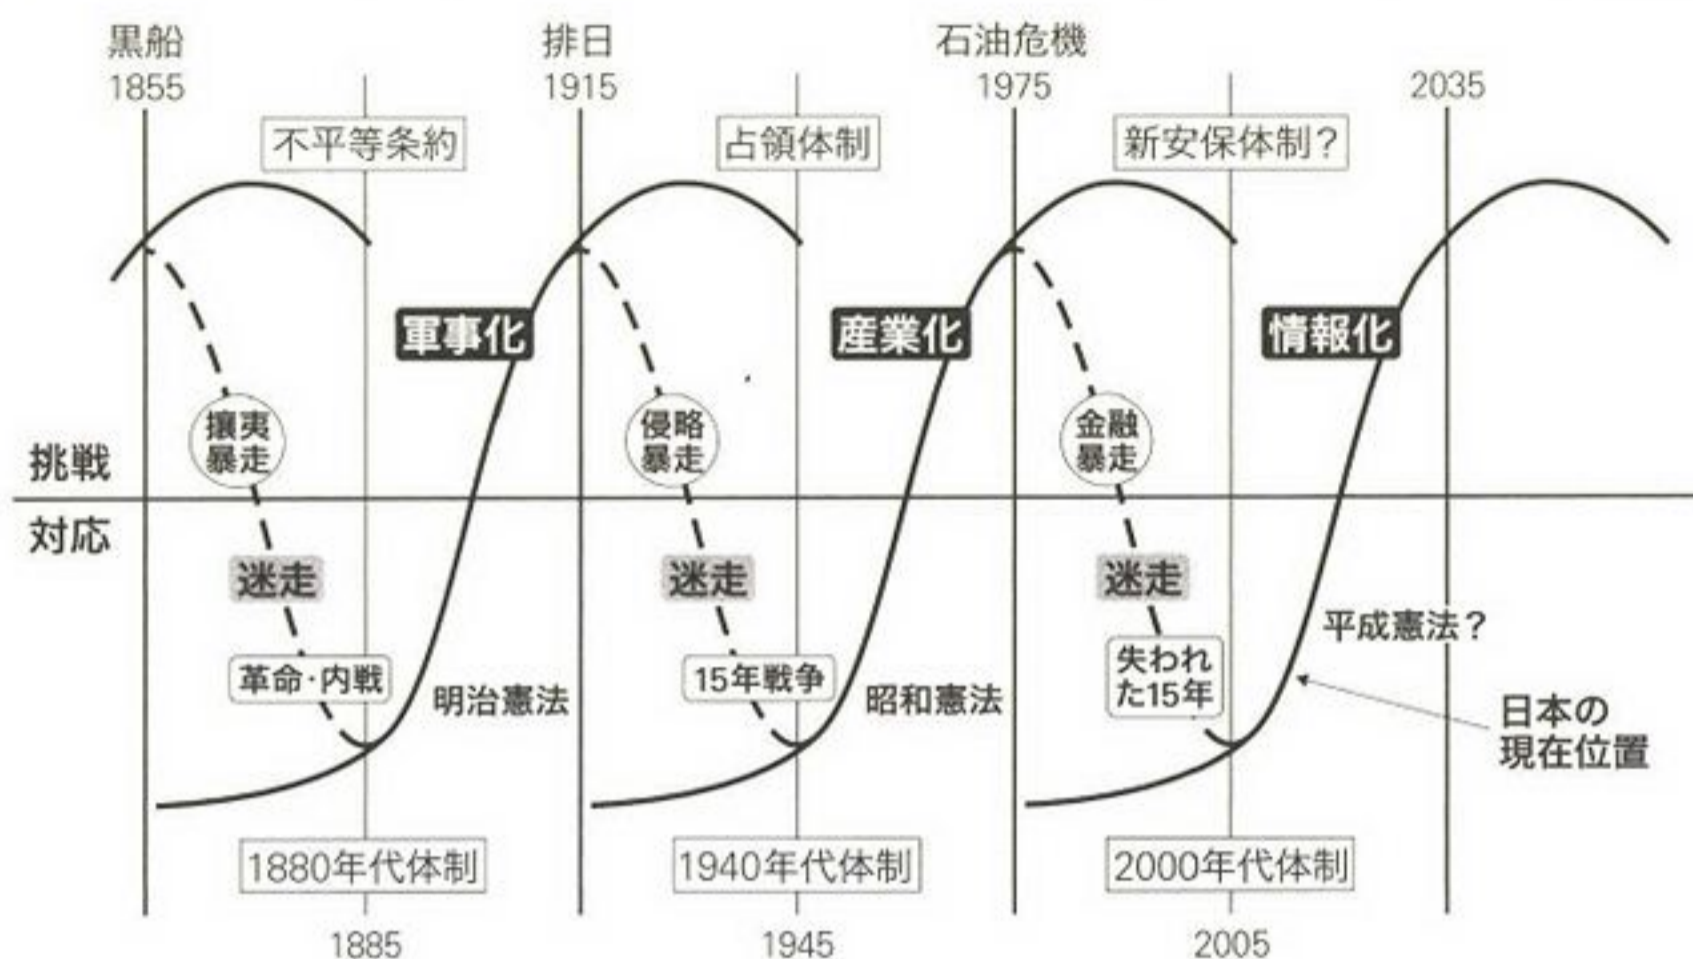 黒船
1855
排日
1915
石油危機
1975
2035
不平等条約
占領体制
新安保体制？
軍事化
産業化
情報化
攘夷
暴走
侵略
暴走
金融
暴走
挑戦
対応
迷走
迷走
迷走
革命・内戦
明治憲法
15年戦争
昭和憲法
失われ
た15年
平成憲法？
日本の
現在位置
1880年代体制
1940年代体制
2000年代体制
1885
1945
2005